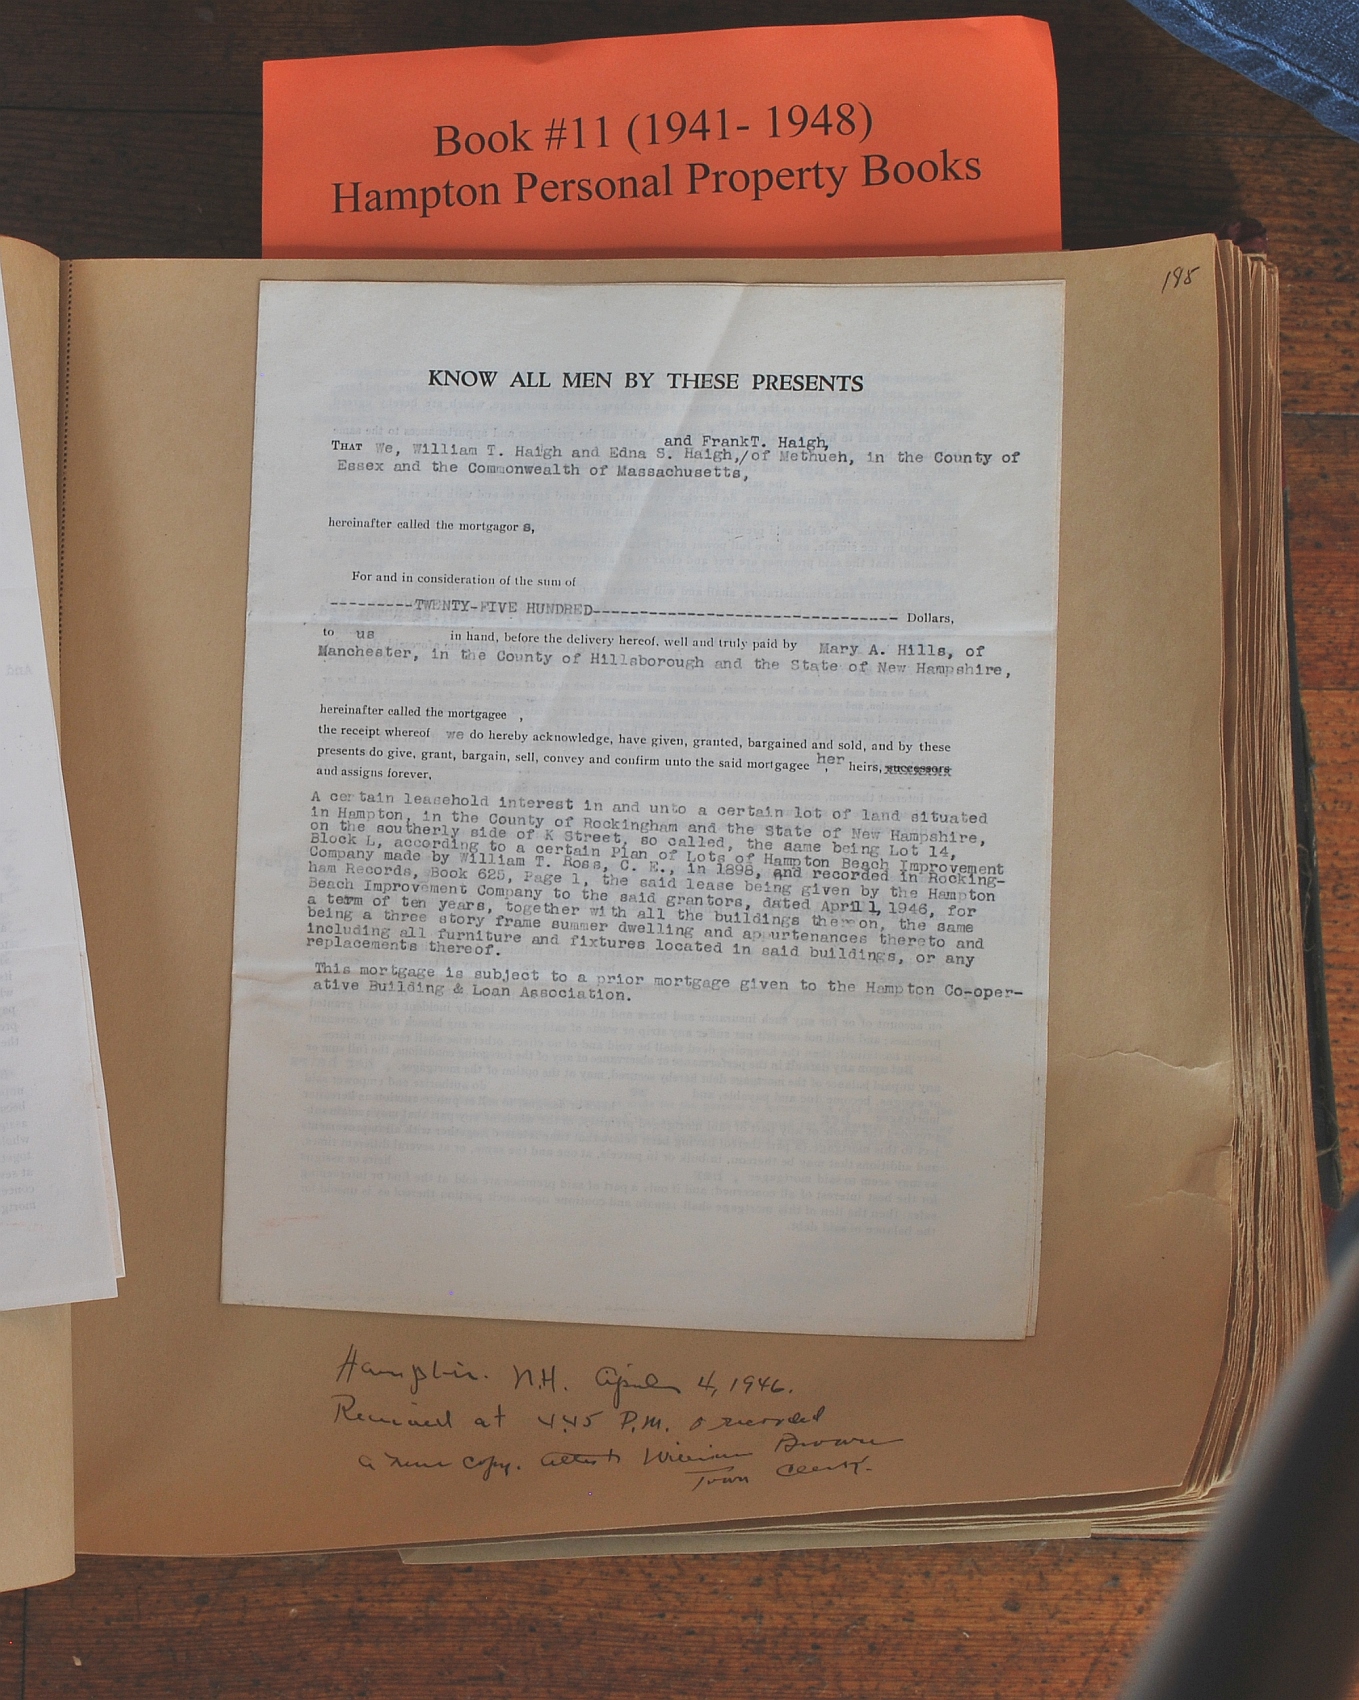 Book #11 (1941- 1948)
Hampton Personal Property Books
195
KNOW ALL MEN BY THESE PRESENTS
and FrankT. Haigh,
THAT We, William T. Haigh and Edna S. Haigh,/of Methueh, in the County of
Essex and the Commonwealth of Massachusetts,
hereinafter called the mortgagor s,
For and in consideration of the sum of
---------TWENTY-FIVE HUNDRED--------------------------------- Dollars,
to us in hand, before the delivery hereof, well and truly paid by Mary A. Hills, of
Manchester, in the County of Hillsborough and the State of New Hampshire,
hereinafter called the mortgagee ,
the receipt whereof we do hereby acknowledge, have given, granted, bargained and sold, and by these
presents do give, grant, bargain, sell, convey and confirm unto the said mortgagee , her heirs, successors
and assigns forever,
A certain leasehold interest in and unto a certain lot of land situated
in Hampton, in the County of Rockingham and the State of New Hampshire,
on the southerly side of K Street, so called, the same being Lot 14,
Block L, according to a certain Plan of Lots of Hampton Beach Improvement
Company made by William T. Ross, C. E., in 1898, and recorded in Rocking-
ham Records, Book 625, Page 1, the said lease being given by the Hampton
Beach Improvement Company to the said grantors, dated April 1, 1946, for
a term of ten years, together with all the buildings thereon, the same
being a three story frame summer dwelling and appurtenances thereto and
including all furniture and fixtures located in said buildings, or any
replacements thereof.
This mortgage is subject to a prior mortgage given to the Hampton Co-oper-
ative Building & Loan Association.
Hampton. N.H. April 4, 1946.
Received at 4.45 P.M. & recorded
a true copy. Attest William Brown
Town Clerk.